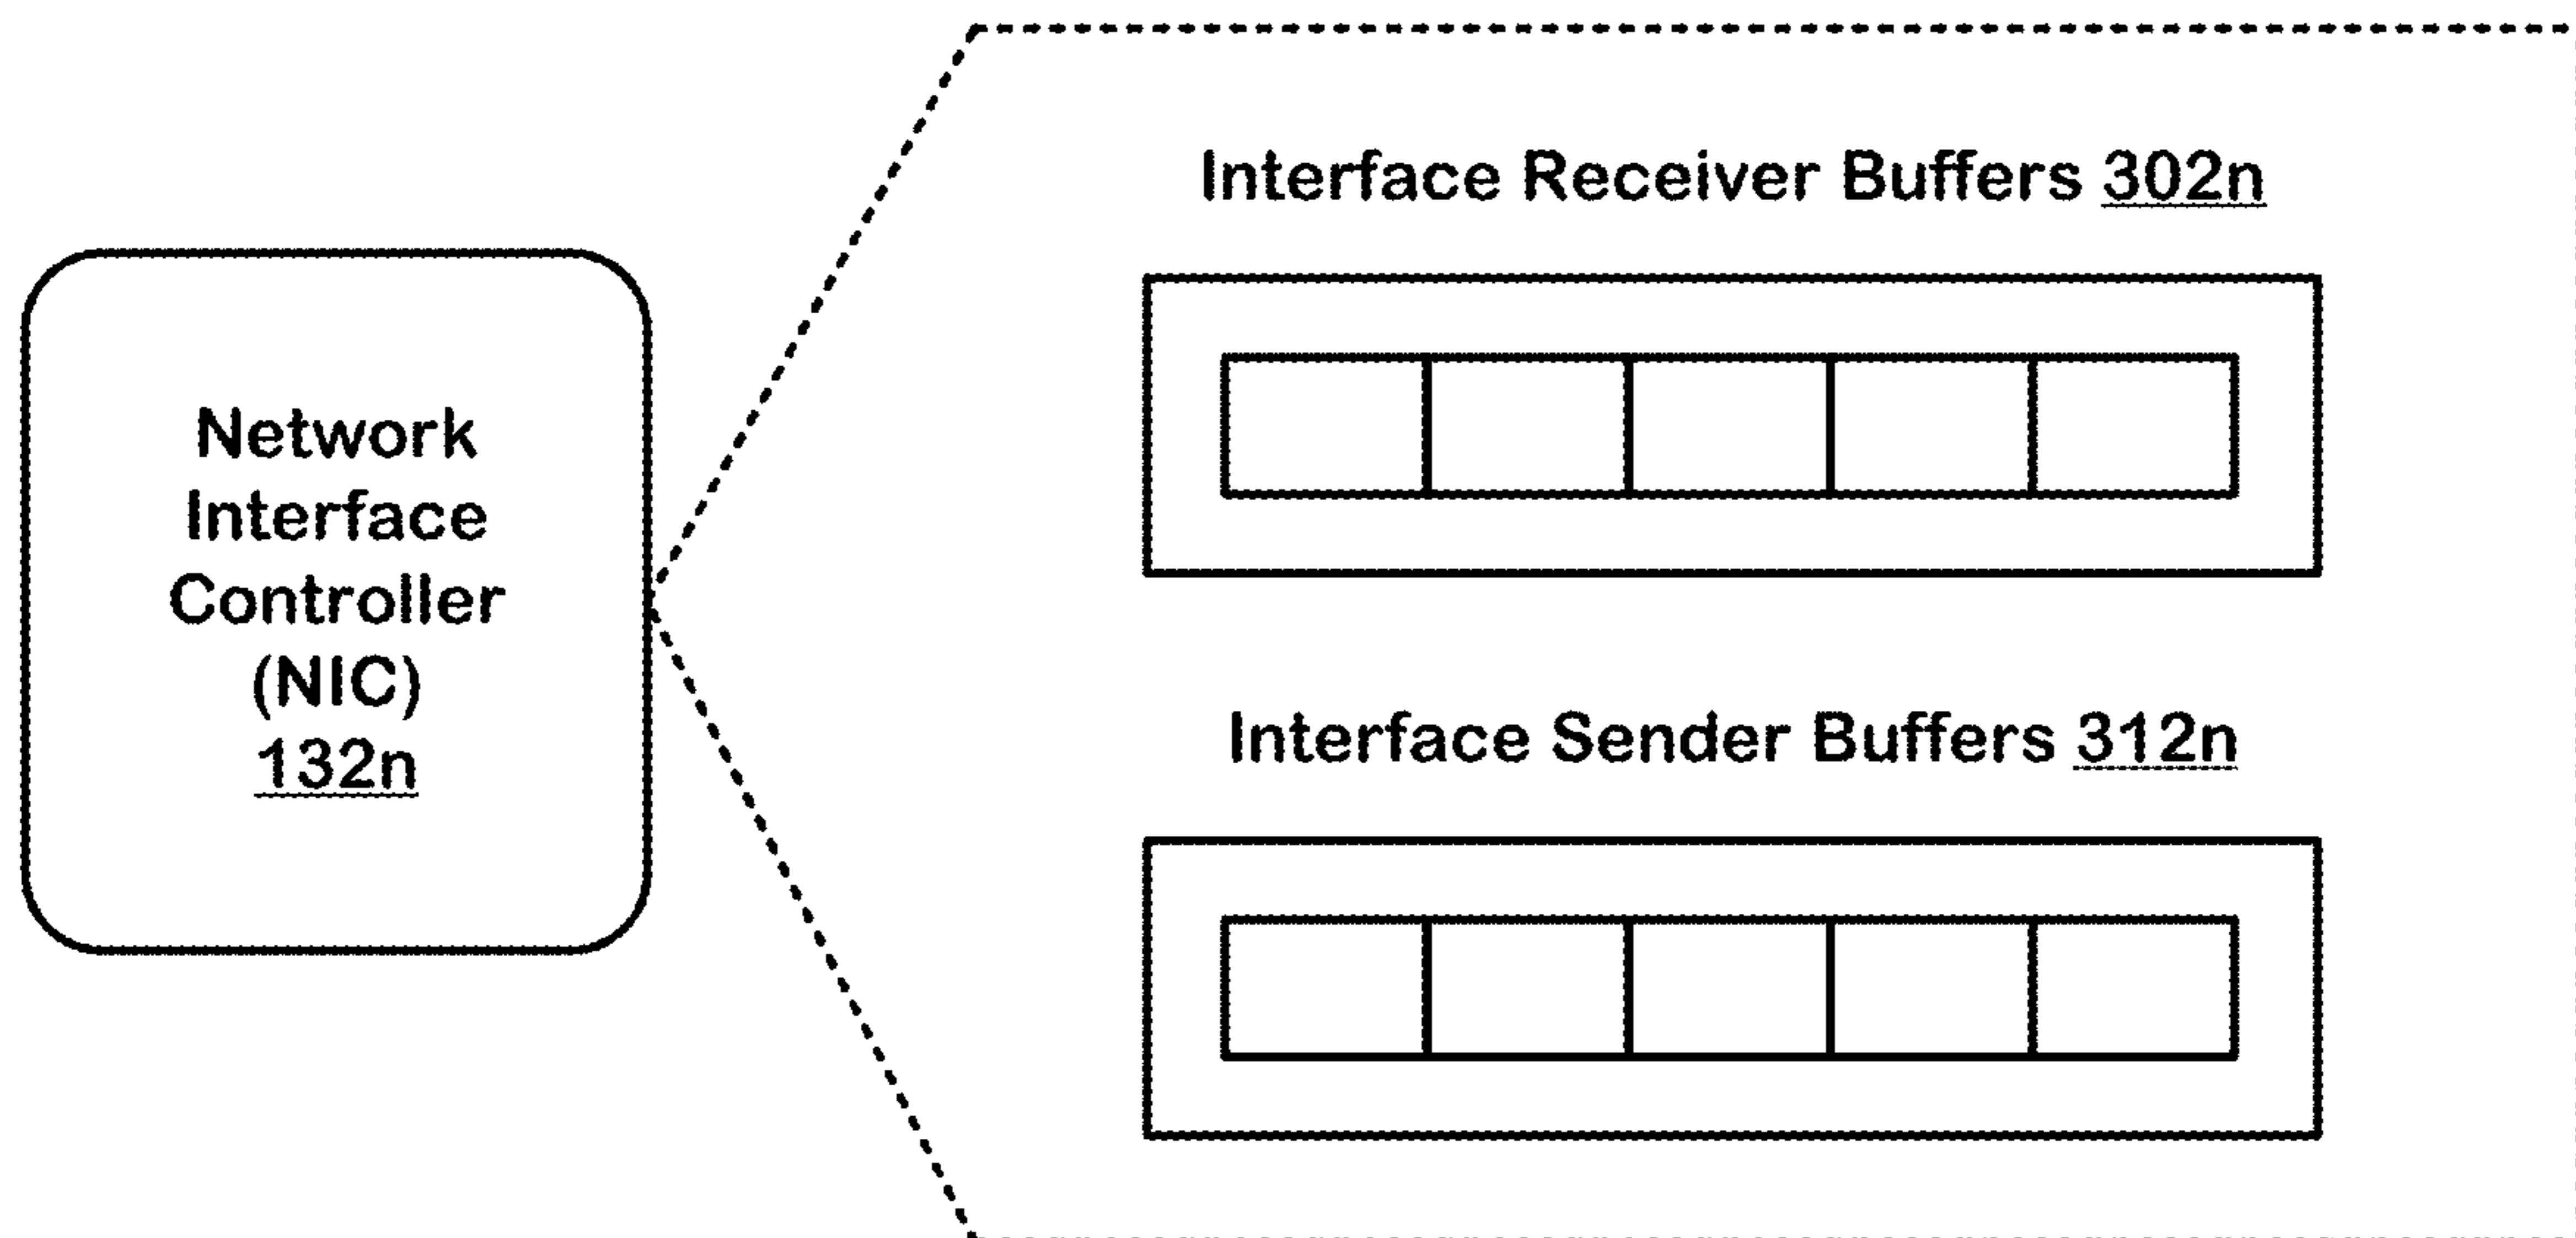 Interface Receiver Buffers 302n
Network
Interface
Controller
(NIC)
132n
Interface Sender Buffers 312n